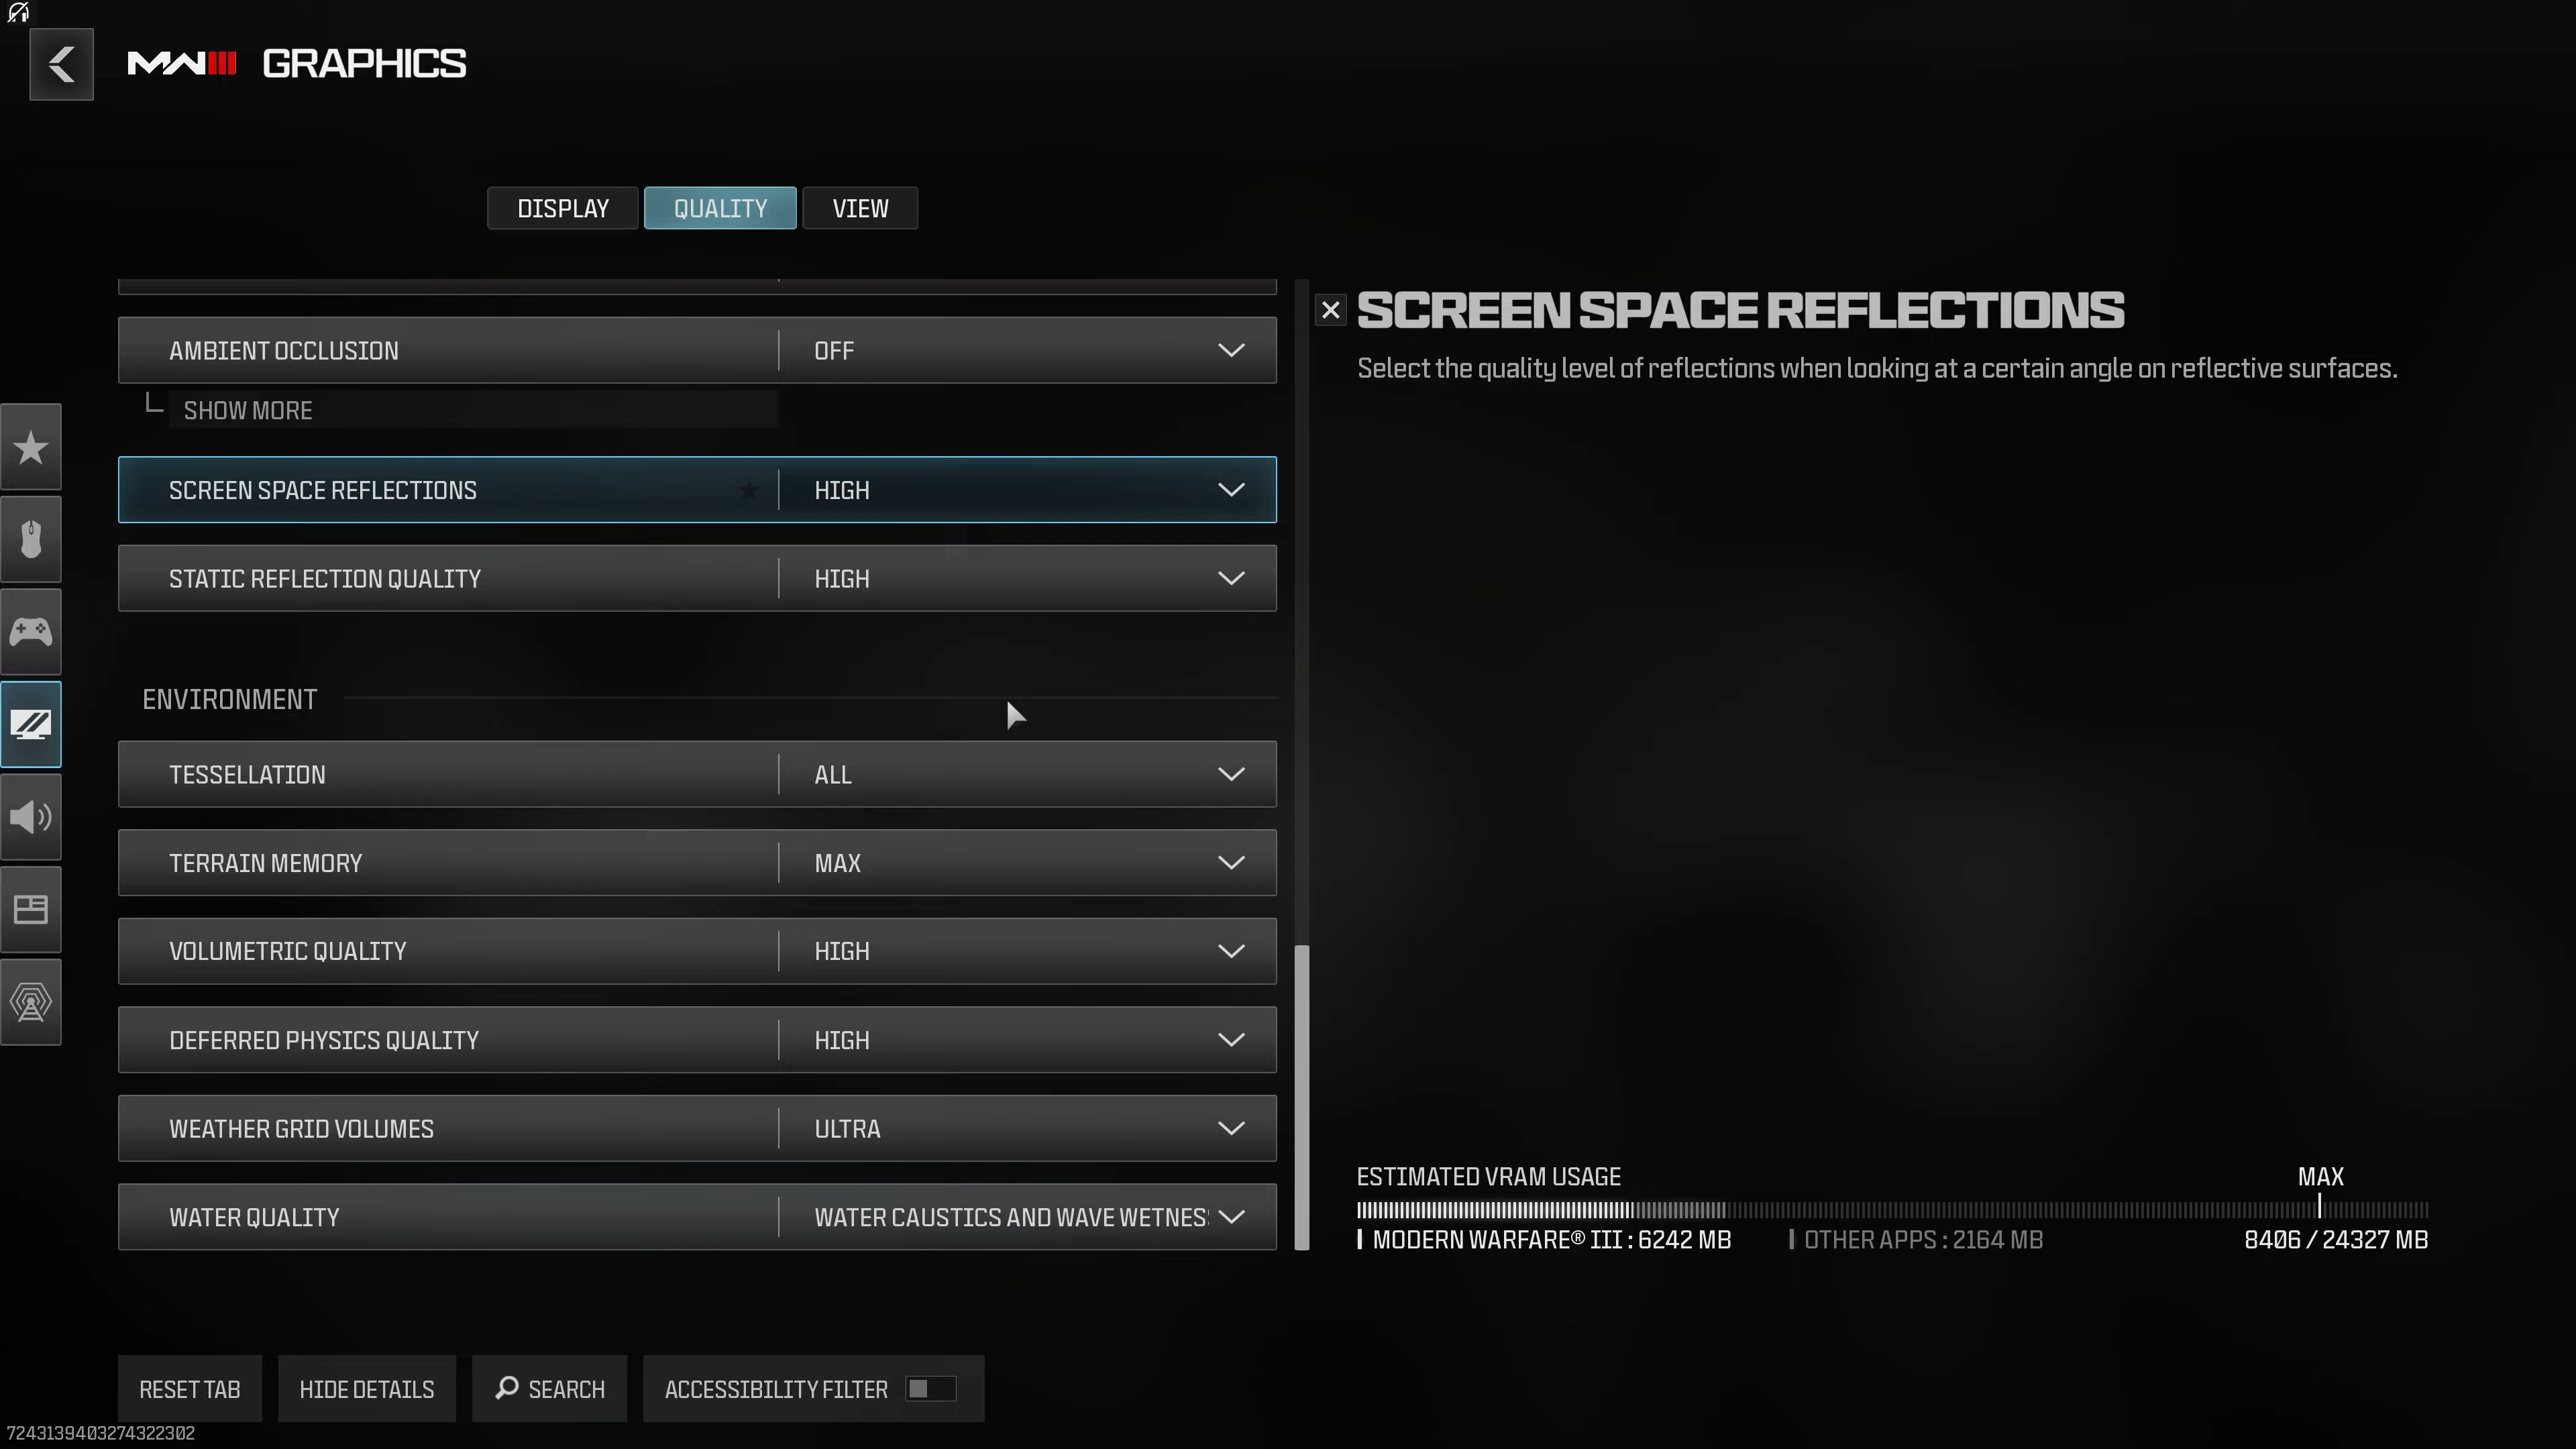 MWIII GRAPHICS
DISPLAY
QUALITY
VIEW
AMBIENT OCCLUSION
OFF
SHOW MORE
SCREEN SPACE REFLECTIONS
HIGH
STATIC REFLECTION QUALITY
HIGH
ENVIRONMENT
TESSELLATION
ALL
TERRAIN MEMORY
MAX
VOLUMETRIC QUALITY
HIGH
DEFERRED PHYSICS QUALITY
HIGH
WEATHER GRID VOLUMES
ULTRA
WATER QUALITY
WATER CAUSTICS AND WAVE WETNES
SCREEN SPACE REFLECTIONS
Select the quality level of reflections when looking at a certain angle on reflective surfaces.
ESTIMATED VRAM USAGE
MAX
MODERN WARFARE® III : 6242 MB
OTHER APPS : 2164 MB
8406 / 24327 MB
RESET TAB
HIDE DETAILS
SEARCH
ACCESSIBILITY FILTER
7243139403274322302